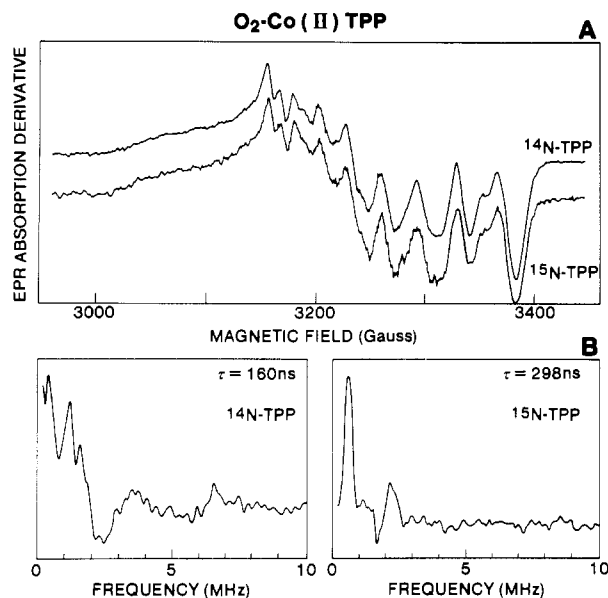 O₂-Co (II) TPP
A
EPR ABSORPTION DERIVATIVE
¹⁴N-TPP
¹⁵N-TPP
3000 3200 3400
MAGNETIC FIELD (Gauss)
B
τ = 160ns
¹⁴N-TPP
0 5 10
FREQUENCY (MHz)
τ = 298ns
¹⁵N-TPP
0 5 10
FREQUENCY (MHz)